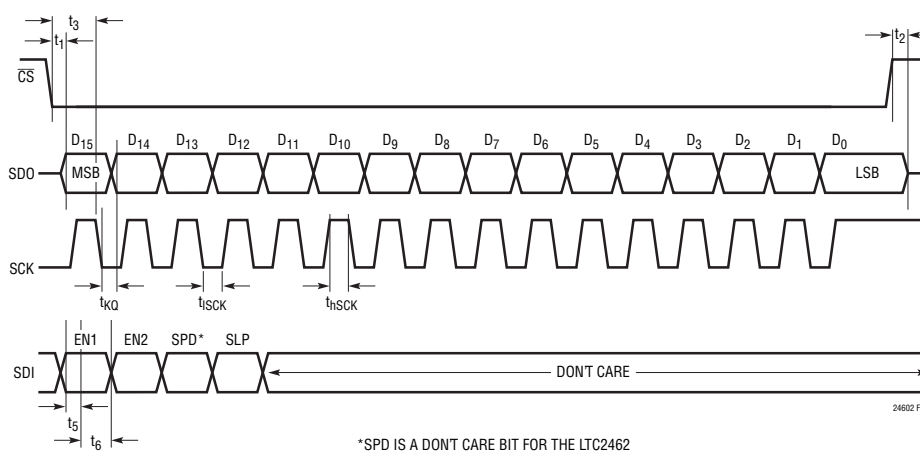 t3
t1
t2
CS
D15 D14 D13 D12 D11 D10 D9 D8 D7 D6 D5 D4 D3 D2 D1 D0
SDO MSB LSB
SCK
tKQ tlSCK thSCK
EN1 EN2 SPD* SLP
SDI DON'T CARE
24602 F
t5
t6
*SPD IS A DON'T CARE BIT FOR THE LTC2462